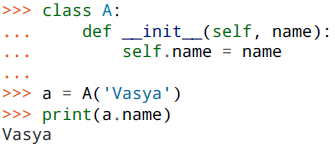 >>> class A:
...     def __init__(self, name):
...         self.name = name
...
>>> a = A('Vasya')
>>> print(a.name)
Vasya